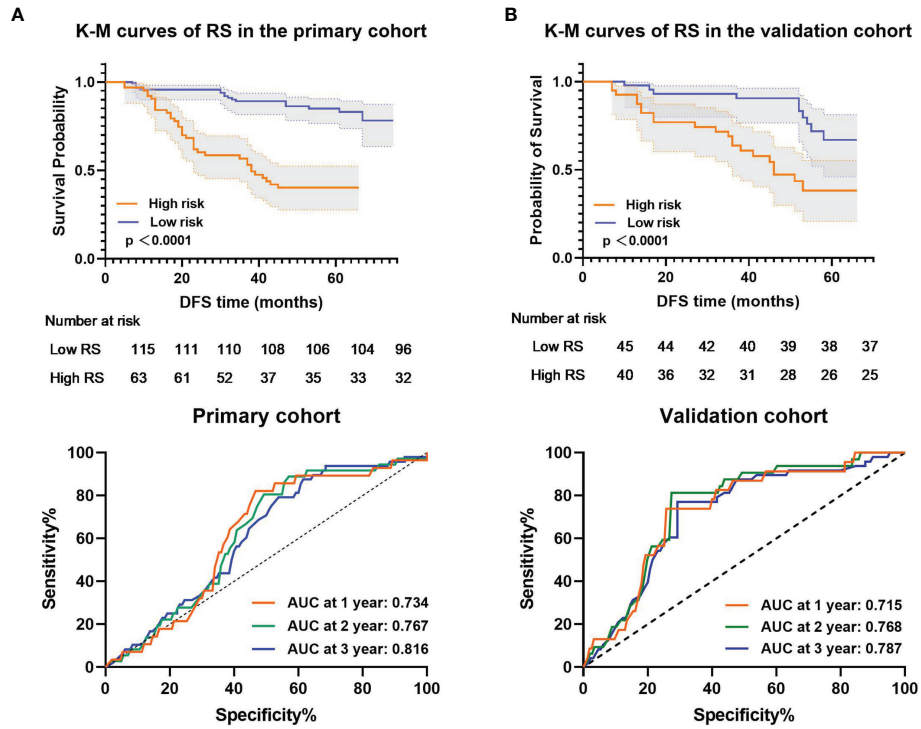 A
K-M curves of RS in the primary cohort
Survival Probability
1.0
0.5
0.0
High risk
Low risk
p <0.0001
0 20 40 60
DFS time (months)
Number at risk
Low RS 115 111 110 108 106 104 96
High RS 63 61 52 37 35 33 32
B
K-M curves of RS in the validation cohort
Probability of Survival
1.0
0.5
0.0
High risk
Low risk
p <0.0001
0 20 40 60
DFS time (months)
Number at risk
Low RS 45 44 42 40 39 38 37
High RS 40 36 32 31 28 26 25
Primary cohort
Sensitivity%
100
80
60
40
20
0
AUC at 1 year: 0.734
AUC at 2 year: 0.767
AUC at 3 year: 0.816
0 20 40 60 80 100
Specificity%
Validation cohort
Sensitivity%
100
80
60
40
20
0
AUC at 1 year: 0.715
AUC at 2 year: 0.768
AUC at 3 year: 0.787
0 20 40 60 80 100
Specificity%